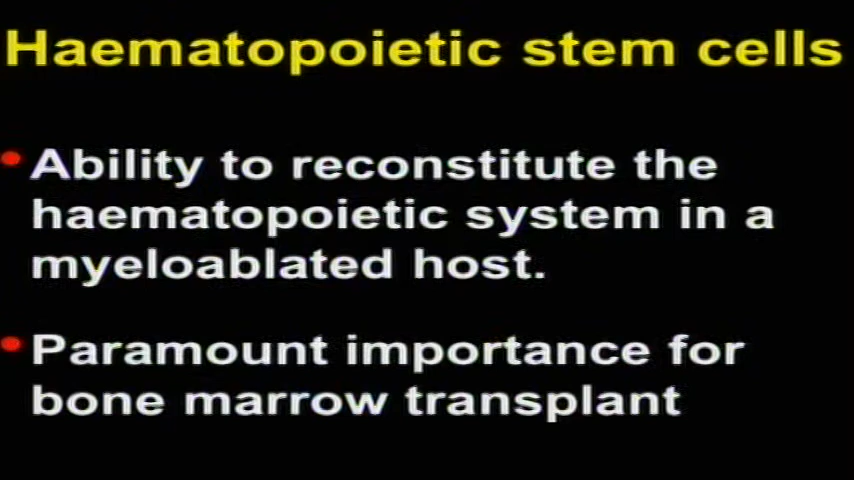 Haematopoietic stem cells
• Ability to reconstitute the
haematopoietic system in a
myeloablated host.
• Paramount importance for
bone marrow transplant